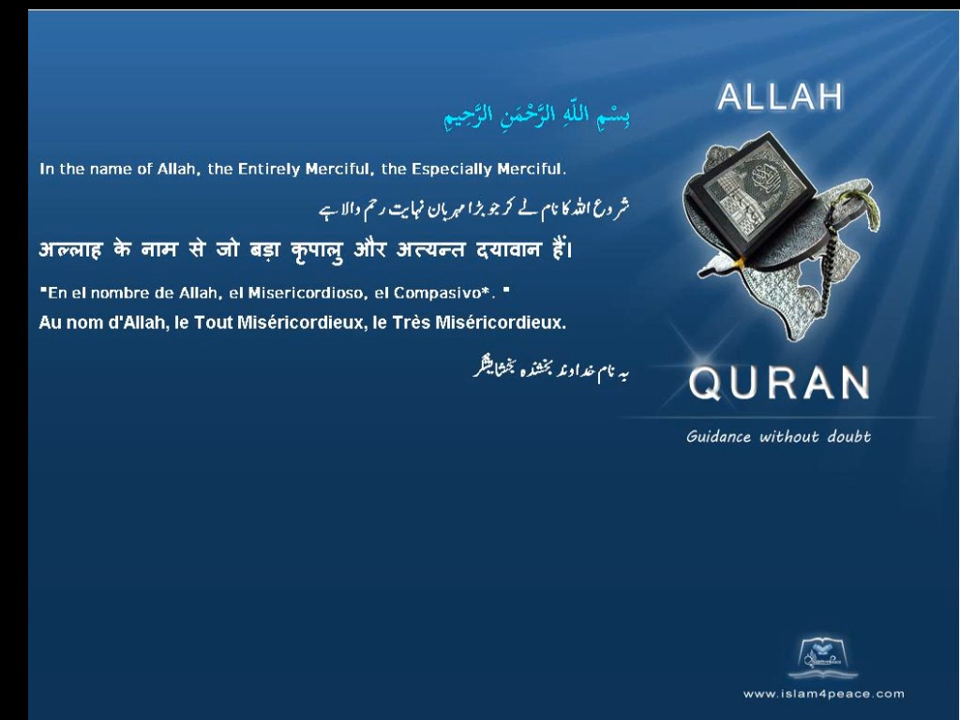 بِسْمِ اللّهِ الرَّحْمَنِ الرَّحِيمِ
In the name of Allah, the Entirely Merciful, the Especially Merciful.
شروع الله کا نام لے کر جو بڑا مہربان نہایت رحم والا ہے
अल्लाह के नाम से जो बड़ा कृपालु और अत्यन्त दयावान हैं।
"En el nombre de Allah, el Misericordioso, el Compasivo*. "
Au nom d'Allah, le Tout Miséricordieux, le Très Miséricordieux.
به نام خداوند بخشنده بخشایشگر
ALLAH
QURAN
Guidance without doubt
www.islam4peace.com